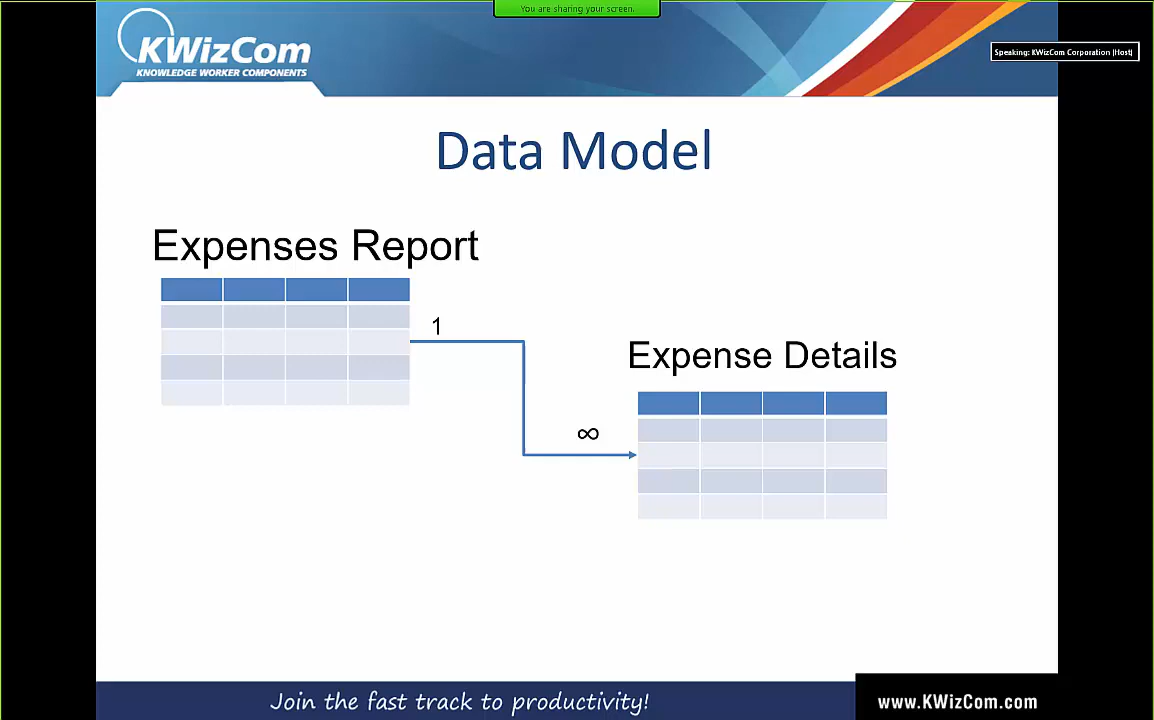 You are sharing your screen.
Speaking: KWizCom Corporation (Host)
KWizCom
KNOWLEDGE WORKER COMPONENTS
Data Model
Expenses Report
1
Expense Details
∞
Join the fast track to productivity!
www.KWizCom.com